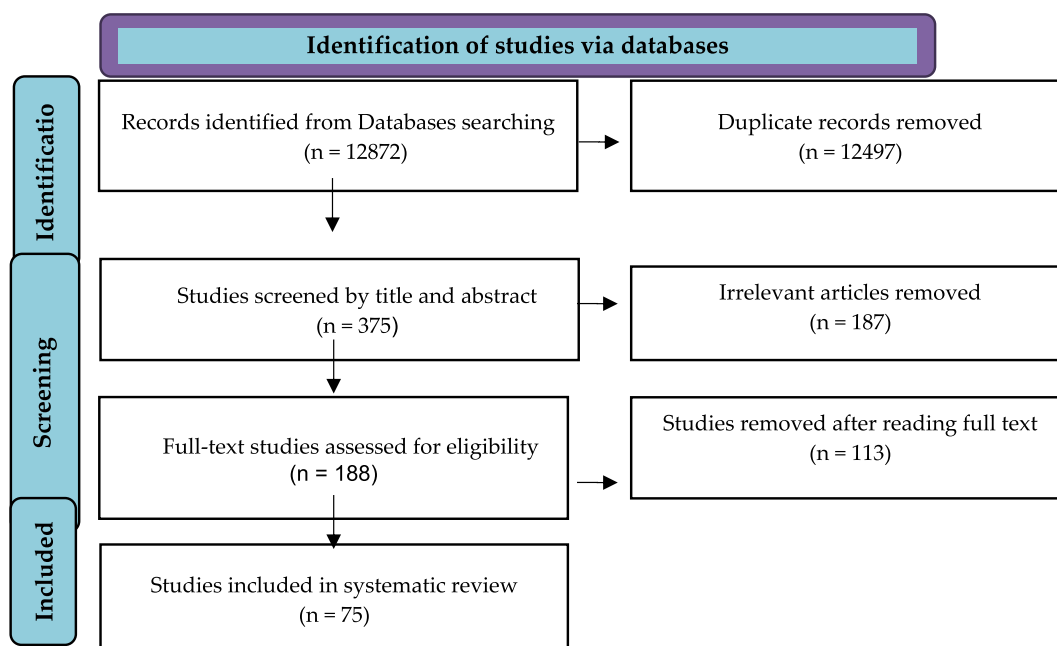 Identification of studies via databases
Identificatio
Records identified from Databases searching
(n = 12872)
Duplicate records removed
(n = 12497)
Screening
Studies screened by title and abstract
(n = 375)
Irrelevant articles removed
(n = 187)
Full-text studies assessed for eligibility
(n = 188)
Studies removed after reading full text
(n = 113)
Included
Studies included in systematic review
(n = 75)